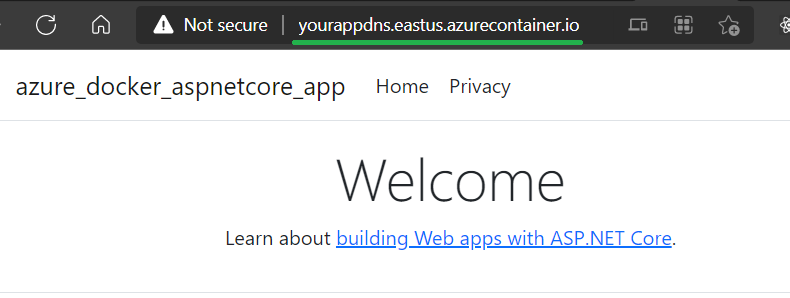 Not secure yourappdns.eastus.azurecontainer.io
azure_docker_aspnetcore_app Home Privacy
Welcome
Learn about building Web apps with ASP.NET Core.